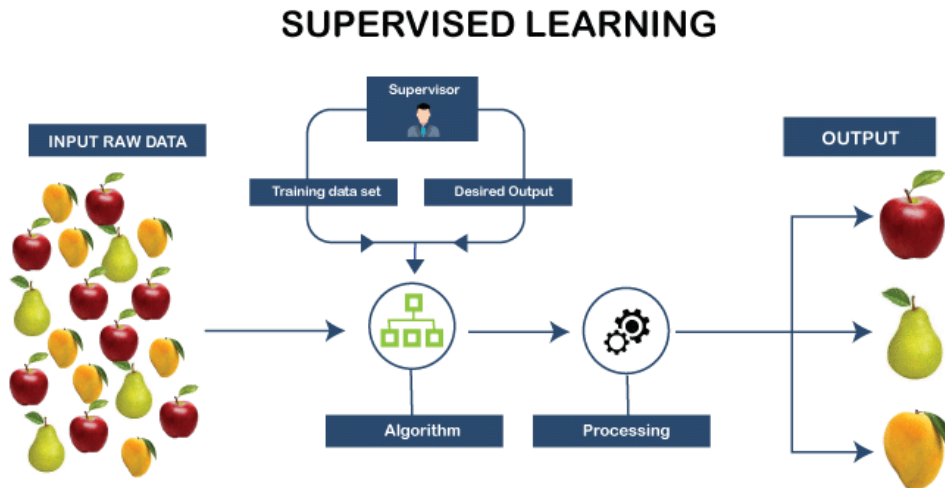 SUPERVISED LEARNING
Supervisor
INPUT RAW DATA
OUTPUT
Training data set
Desired Output
Algorithm
Processing